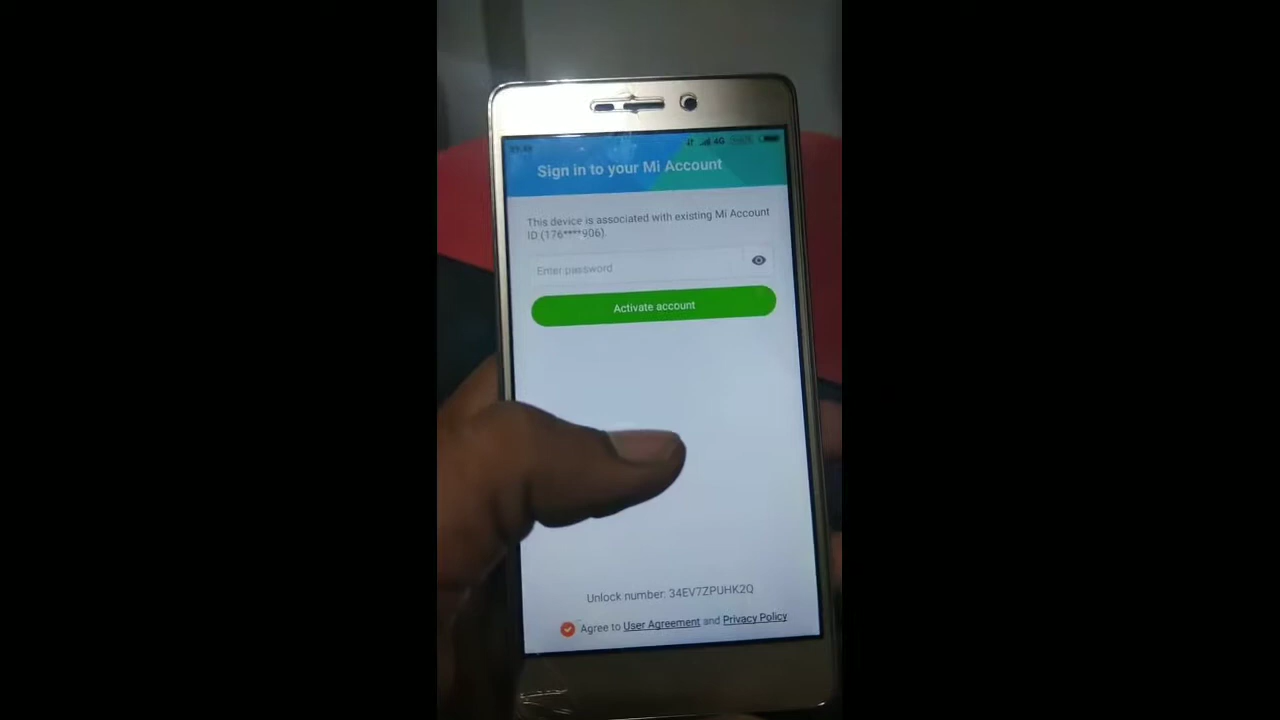 4G
Sign in to your Mi Account
This device is associated with existing Mi Account
ID (176****906).
Enter password
Activate account
Unlock number: 34EV7ZPUHK2Q
Agree to User Agreement and Privacy Policy